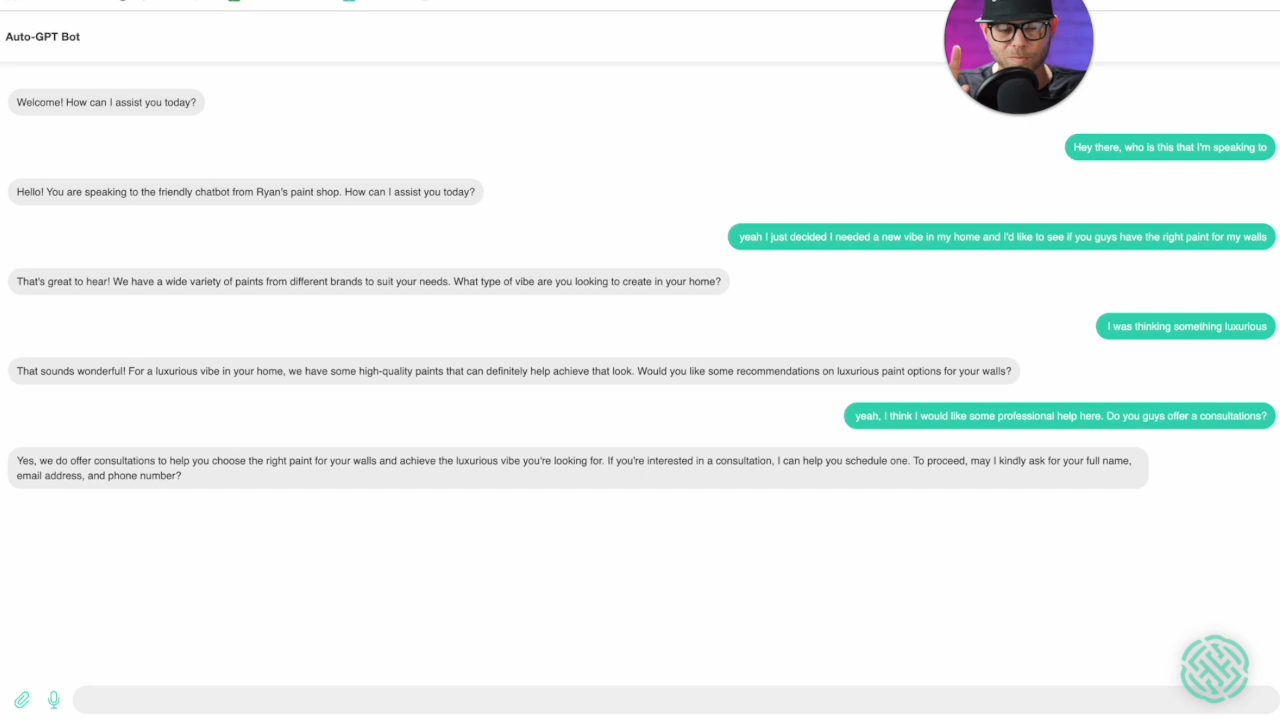 Auto-GPT Bot
Welcome! How can I assist you today?
Hey there, who is this that I'm speaking to
Hello! You are speaking to the friendly chatbot from Ryan's paint shop. How can I assist you today?
yeah I just decided I needed a new vibe in my home and I'd like to see if you guys have the right paint for my walls
That's great to hear! We have a wide variety of paints from different brands to suit your needs. What type of vibe are you looking to create in your home?
I was thinking something luxurious
That sounds wonderful! For a luxurious vibe in your home, we have some high-quality paints that can definitely help achieve that look. Would you like some recommendations on luxurious paint options for your walls?
yeah, I think I would like some professional help here. Do you guys offer a consultations?
Yes, we do offer consultations to help you choose the right paint for your walls and achieve the luxurious vibe you're looking for. If you're interested in a consultation, I can help you schedule one. To proceed, may I kindly ask for your full name,
email address, and phone number?